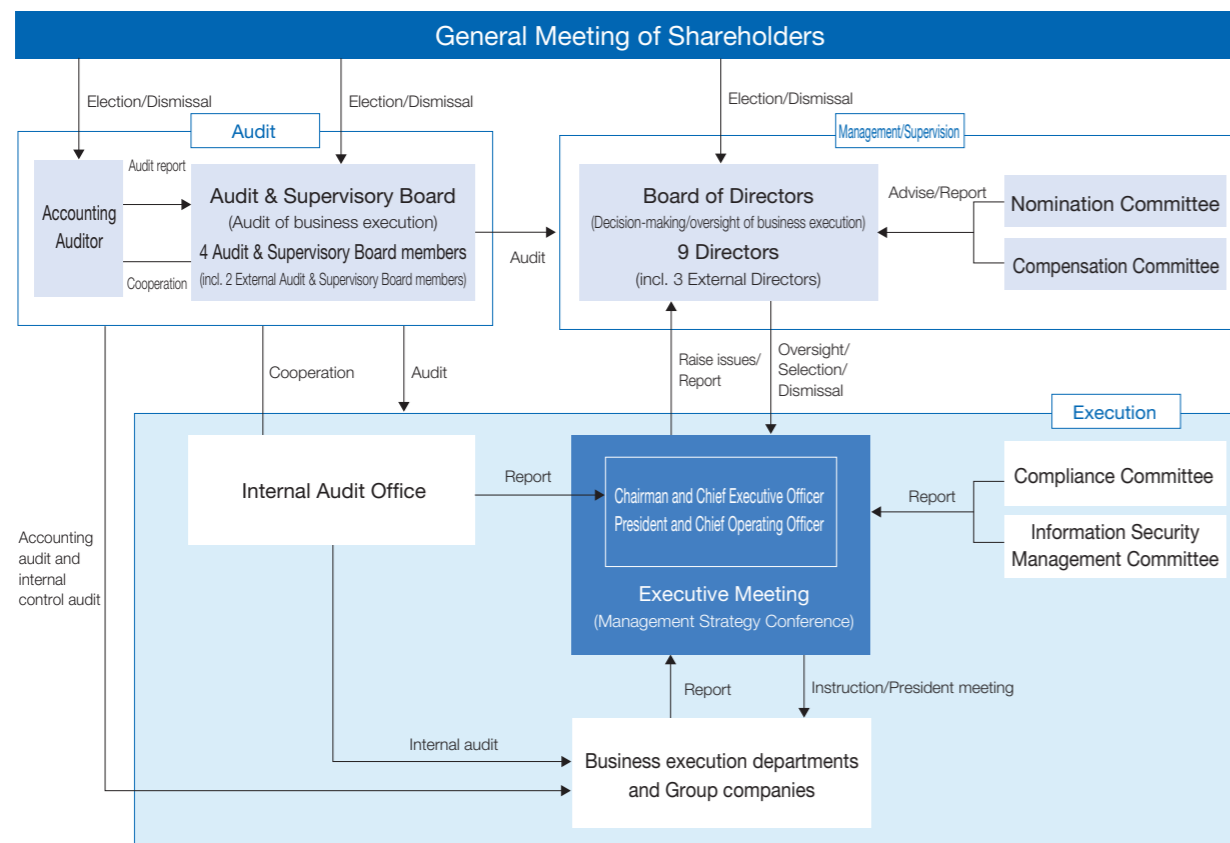 General Meeting of Shareholders
Election/Dismissal
Election/Dismissal
Election/Dismissal
Audit
Management/Supervision
Accounting
Auditor
Audit report
Cooperation
Audit & Supervisory Board
(Audit of business execution)
4 Audit & Supervisory Board members
(incl. 2 External Audit & Supervisory Board members)
Audit
Board of Directors
(Decision-making/oversight of business execution)
9 Directors
(incl. 3 External Directors)
Advise/Report
Nomination Committee
Compensation Committee
Cooperation
Audit
Raise issues/
Report
Oversight/
Selection/
Dismissal
Execution
Internal Audit Office
Report
Chairman and Chief Executive Officer
President and Chief Operating Officer
Executive Meeting
(Management Strategy Conference)
Report
Compliance Committee
Information Security
Management Committee
Accounting
audit and
internal
control audit
Report
Instruction/President meeting
Internal audit
Business execution departments
and Group companies